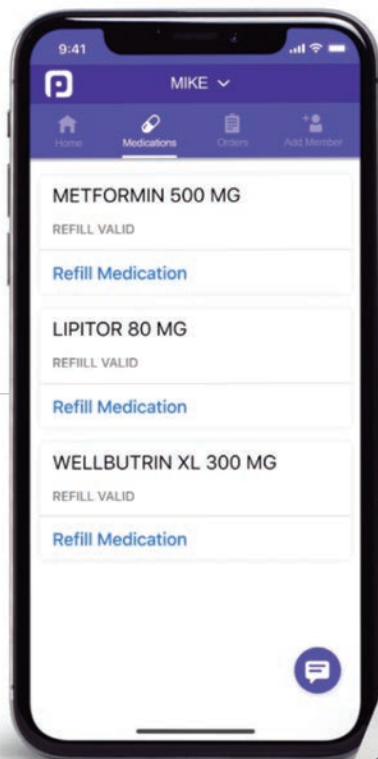 9:41
MIKE
Home Medications Orders Add Member
METFORMIN 500 MG
REFILL VALID
Refill Medication
LIPITOR 80 MG
REFIILL VALID
Refill Medication
WELLBUTRIN XL 300 MG
REFILL VALID
Refill Medication